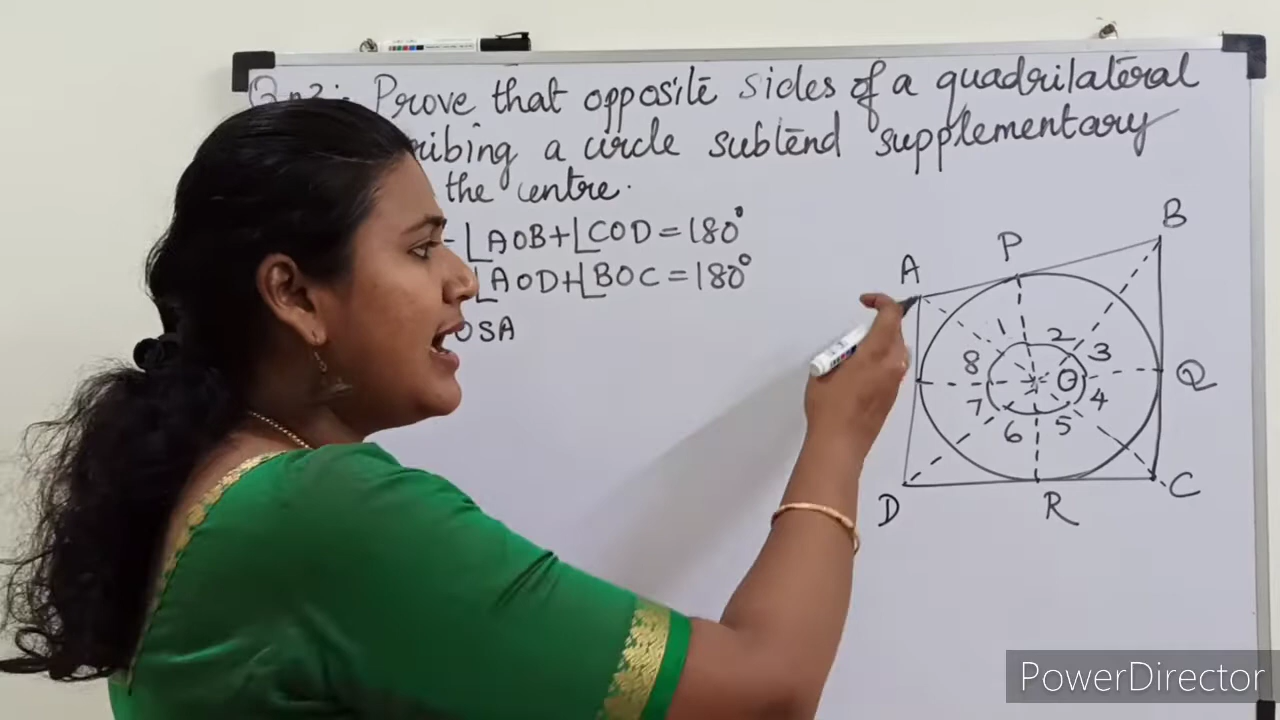 Prove that opposite sides of a quadrilateral
a circle subtend supplementary
the centre.
∠AOB+∠COD=180°
∠AOD+∠BOC=180°
OSA
B
P
A
1 2
8 3
O Q
7 4
6 5
D R C
PowerDirector